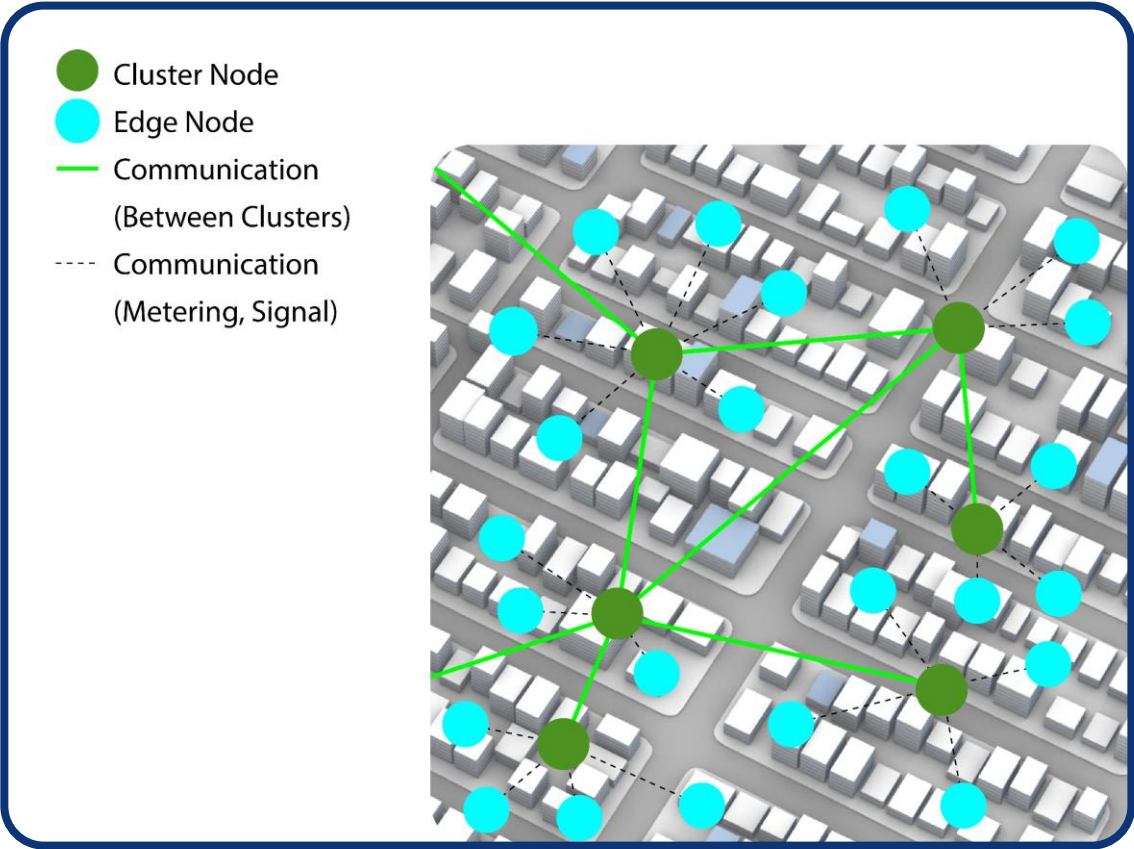 Cluster Node
Edge Node
Communication
(Between Clusters)
Communication
(Metering, Signal)